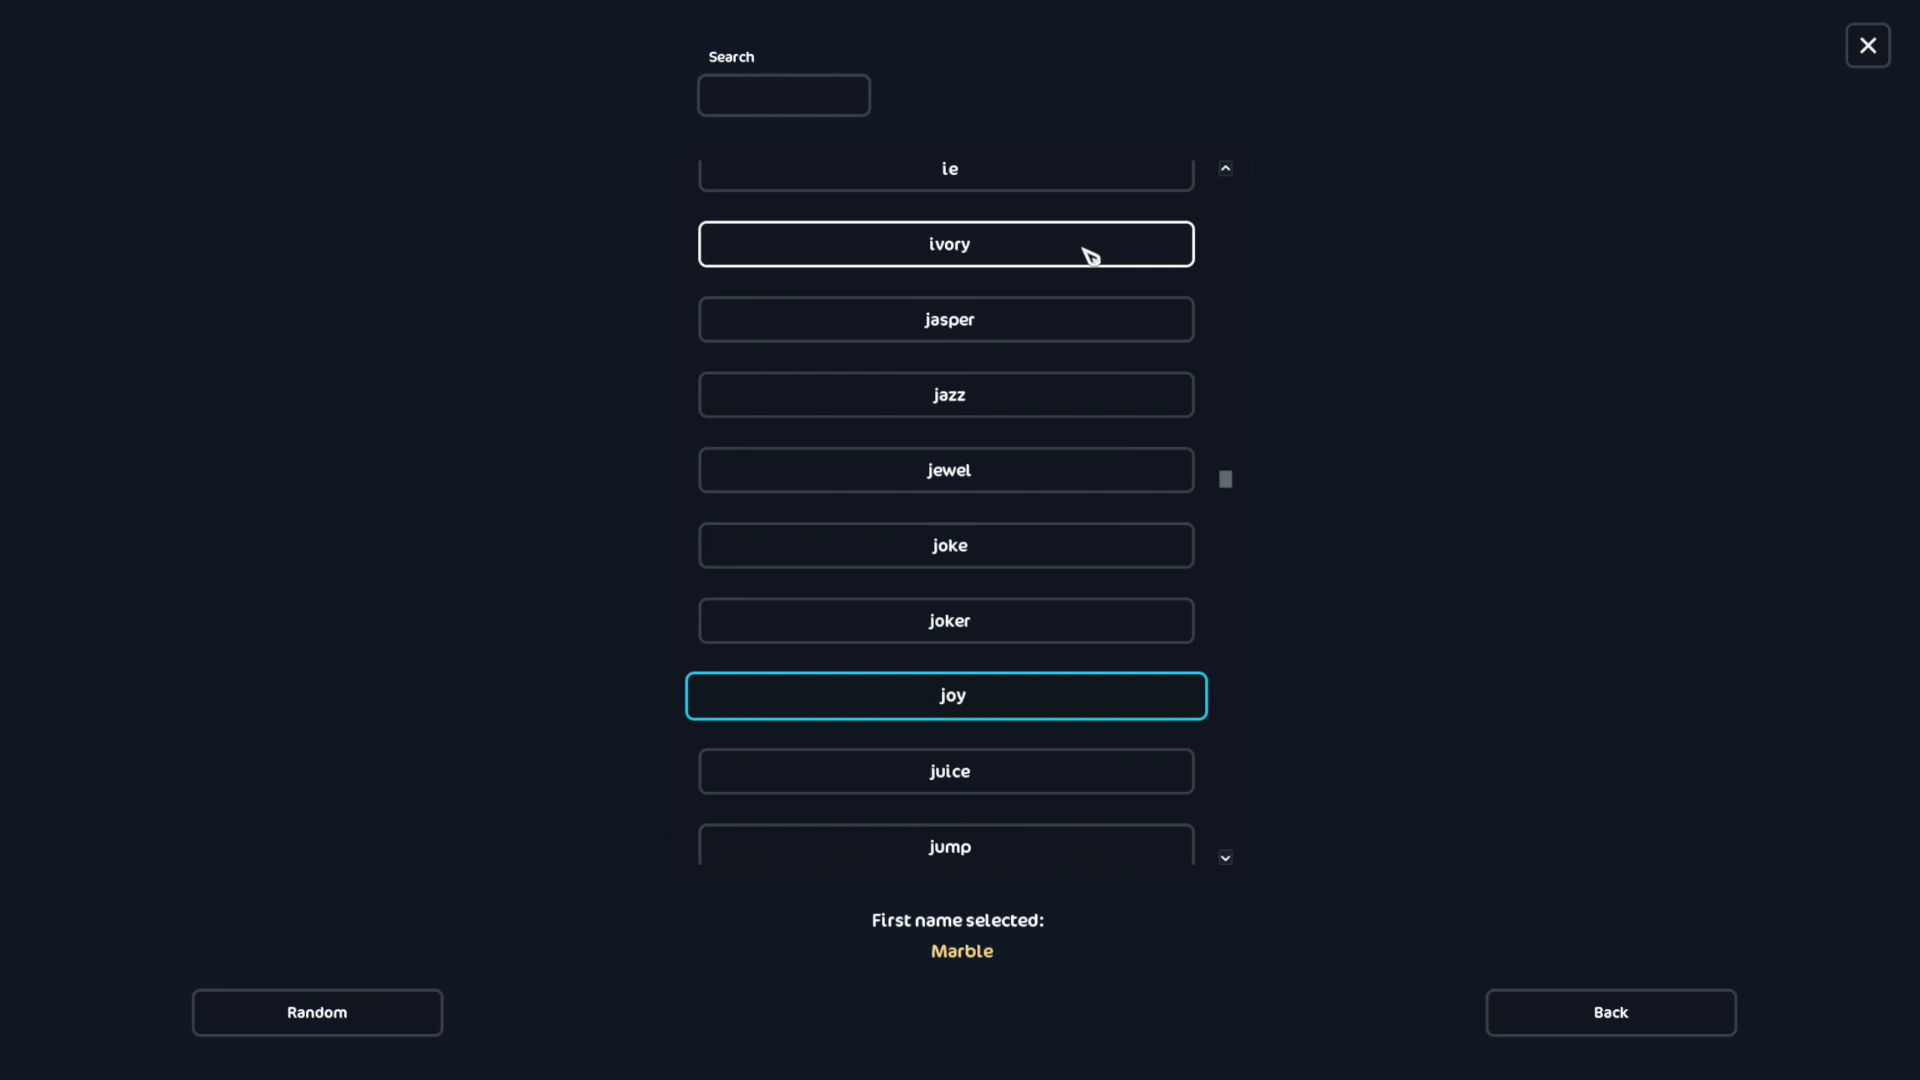 Search
ie
ivory
jasper
jazz
jewel
joke
joker
joy
juice
jump
First name selected:
Marble
Random
Back